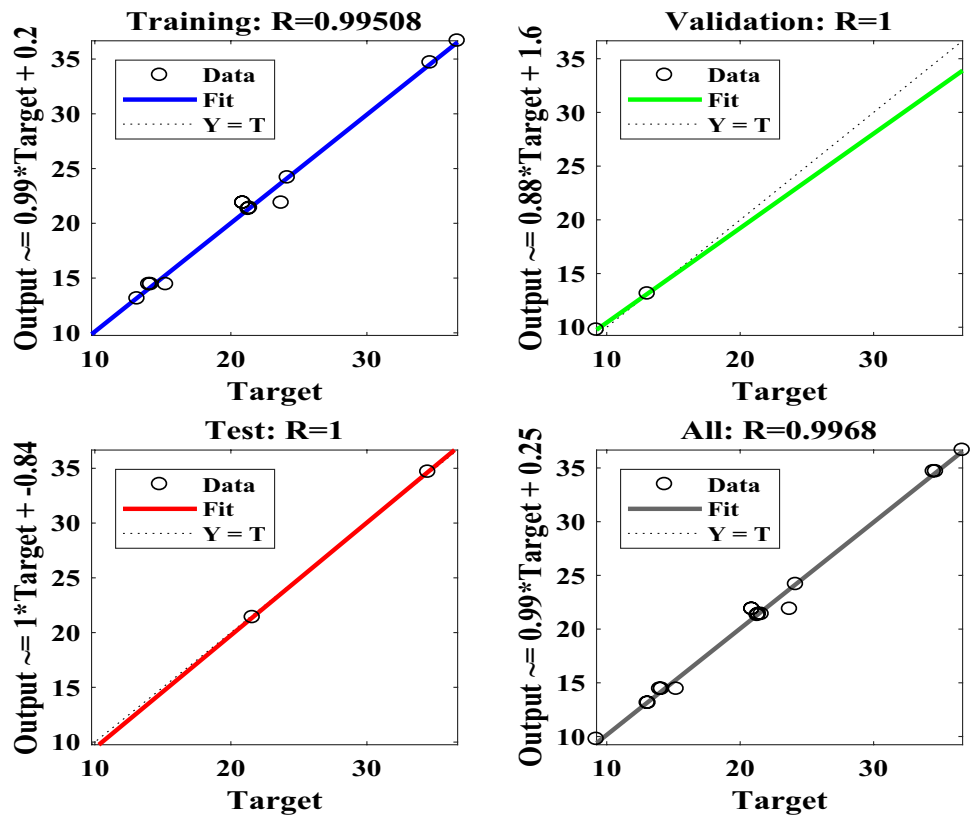 Training: R=0.99508
Output ~= 0.99*Target + 0.2
35
30
25
20
15
10
Data
Fit
Y = T
10 20 30
Target
Validation: R=1
Output ~= 0.88*Target + 1.6
35
30
25
20
15
10
Data
Fit
Y = T
10 20 30
Target
Test: R=1
Output ~= 1*Target + -0.84
35
30
25
20
15
10
Data
Fit
Y = T
10 20 30
Target
All: R=0.9968
Output ~= 0.99*Target + 0.25
35
30
25
20
15
10
Data
Fit
Y = T
10 20 30
Target